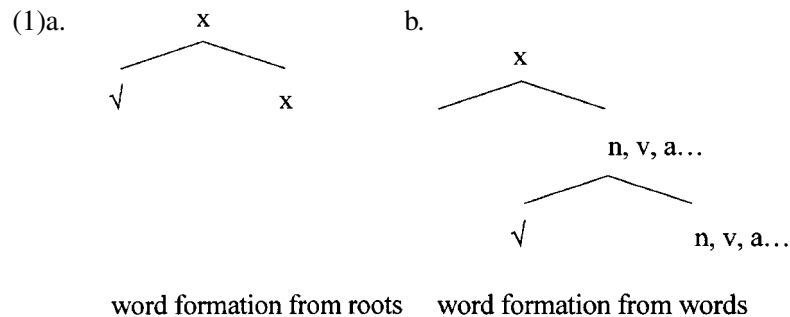 (1)a. x b.
x
√ x
n, v, a…
√ n, v, a…
word formation from roots word formation from words